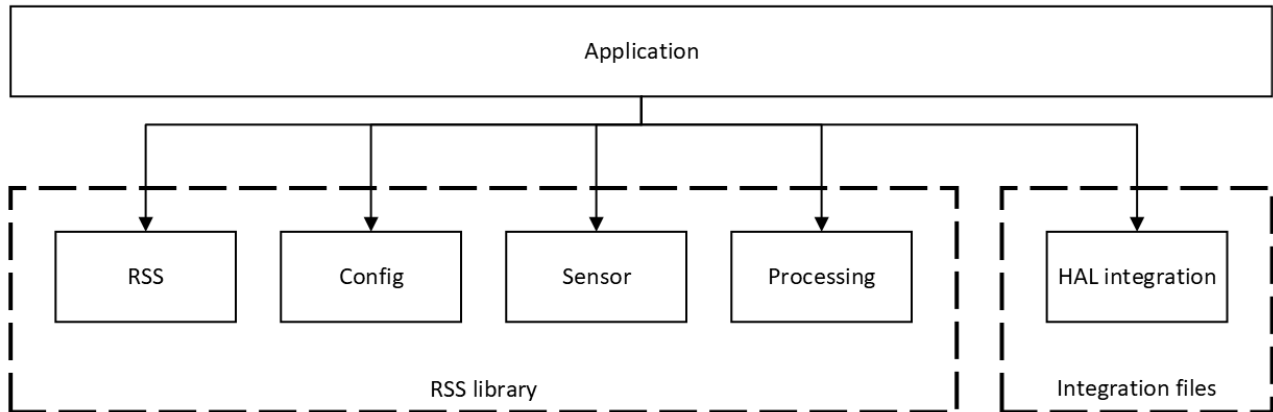 Application
RSS
Config
Sensor
Processing
HAL integration
RSS library
Integration files